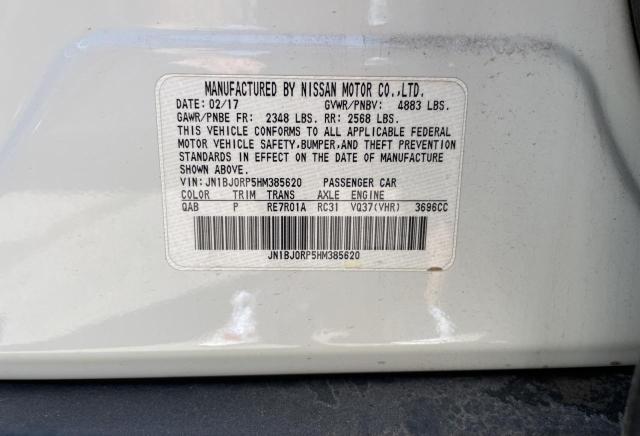 MANUFACTURED BY NISSAN MOTOR CO.,LTD.
DATE: 02/17 GVWR/PNBV: 4883 LBS.
GAWR/PNBE FR: 2348 LBS. RR: 2568 LBS.
THIS VEHICLE CONFORMS TO ALL APPLICABLE FEDERAL
MOTOR VEHICLE SAFETY,BUMPER,AND THEFT PREVENTION
STANDARDS IN EFFECT ON THE DATE OF MANUFACTURE
SHOWN ABOVE.
VIN:JN1BJ0RP5HM385620 PASSENGER CAR
COLOR TRIM TRANS AXLE ENGINE
QAB P RE7R01A RC31 VQ37(VHR) 3696CC
JN1BJ0RP5HM385620